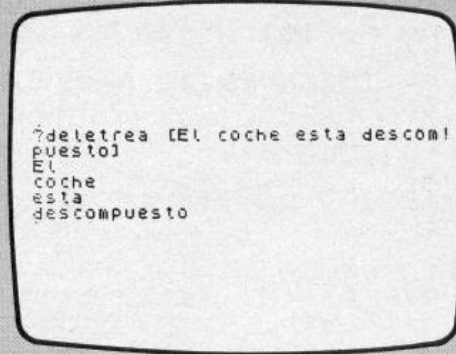 ?deletrea [El coche esta descom!
puesto]
El
coche
esta
descompuesto